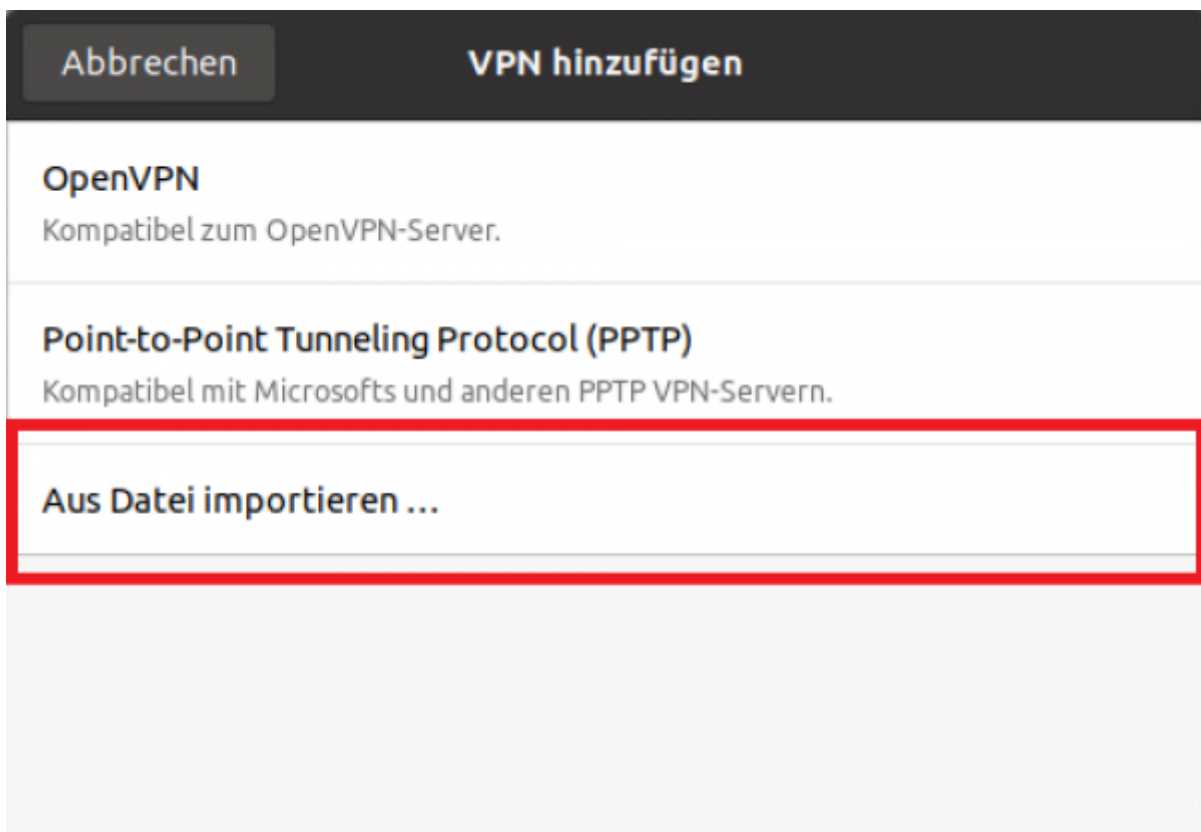 Abbrechen
VPN hinzufügen
OpenVPN
Kompatibel zum OpenVPN-Server.
Point-to-Point Tunneling Protocol (PPTP)
Kompatibel mit Microsofts und anderen PPTP VPN-Servern.
Aus Datei importieren …